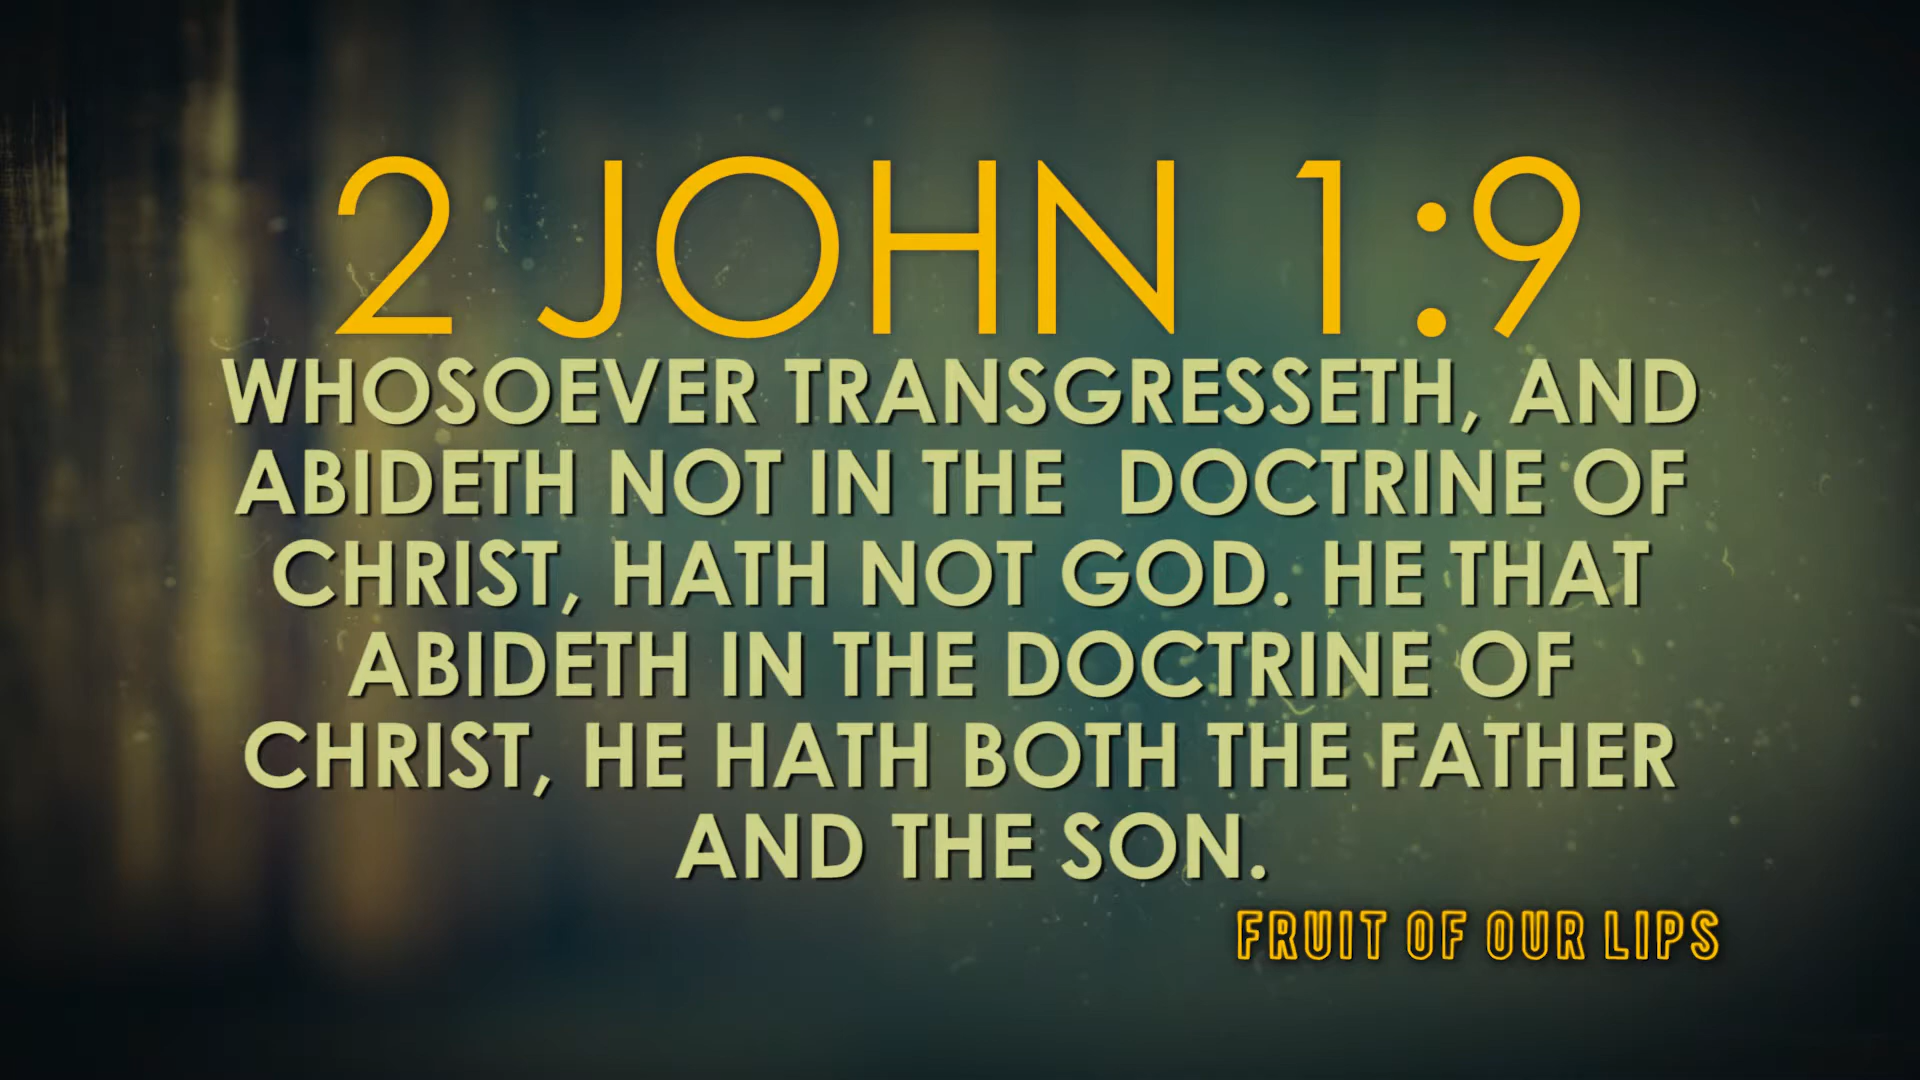 2 JOHN 1:9
WHOSOEVER TRANSGRESSETH, AND
ABIDETH NOT IN THE  DOCTRINE OF
CHRIST, HATH NOT GOD. HE THAT
ABIDETH IN THE DOCTRINE OF
CHRIST, HE HATH BOTH THE FATHER
AND THE SON.
FRUIT OF OUR LIPS